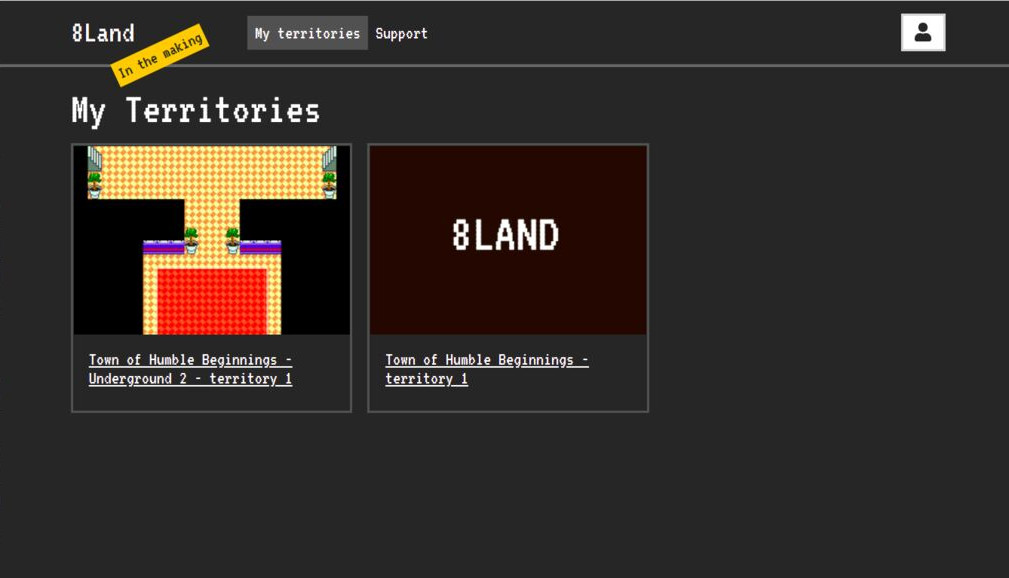 8Land
In the making
My territories
Support
My Territories
8LAND
Town of Humble Beginnings -
Underground 2 - territory 1
Town of Humble Beginnings -
territory 1